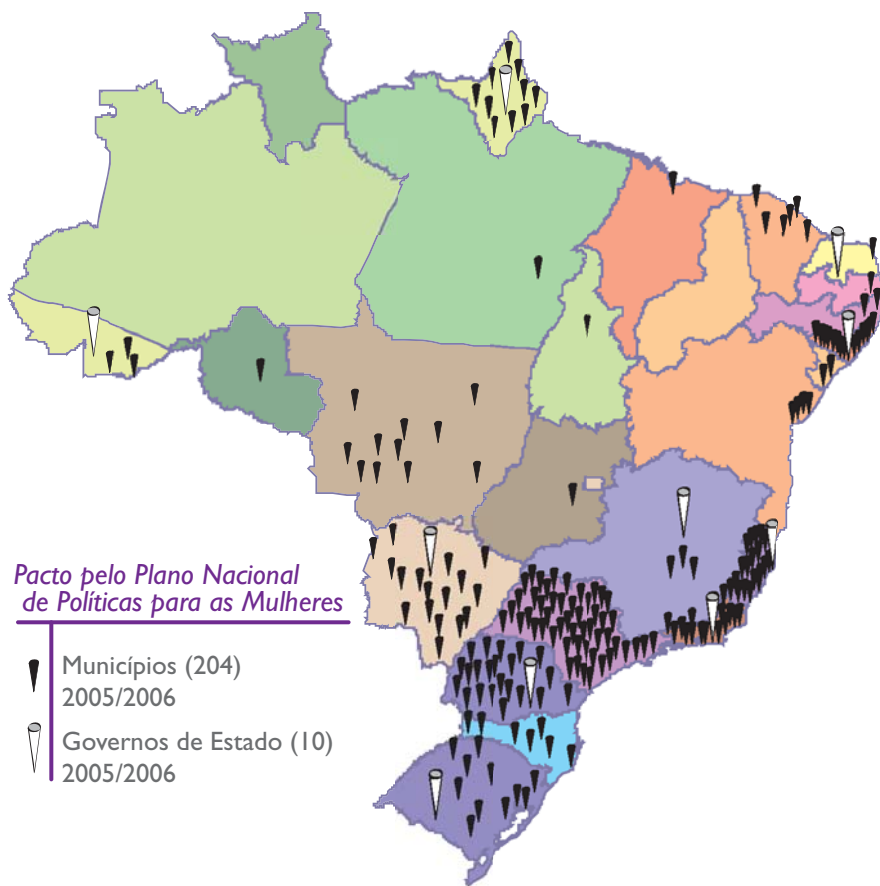 Pacto pelo Plano Nacional
de Políticas para as Mulheres
Municípios (204)
2005/2006
Governos de Estado (10)
2005/2006